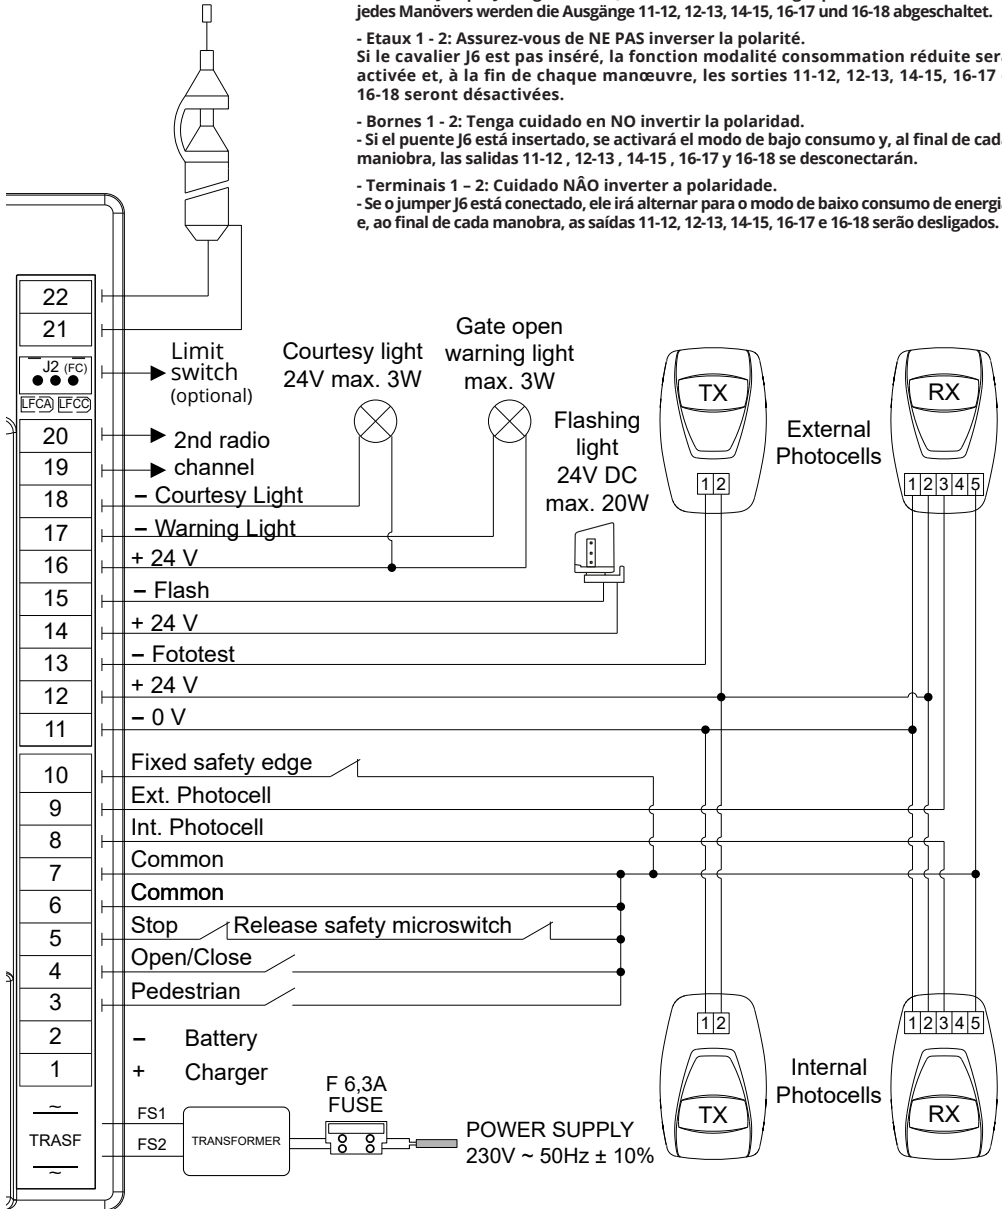 jedes Manövers werden die Ausgänge 11-12, 12-13, 14-15, 16-17 und 16-18 abgeschaltet.
- Etaux 1 - 2: Assurez-vous de NE PAS inverser la polarité.
Si le cavalier J6 est pas inséré, la fonction modalité consommation réduite ser
activée et, à la fin de chaque manœuvre, les sorties 11-12, 12-13, 14-15, 16-17
16-18 seront désactivées.
- Bornes 1 - 2: Tenga cuidado en NO invertir la polaridad.
- Si el puente J6 está insertado, se activará el modo de bajo consumo y, al final de cad
maniobra, las salidas 11-12 , 12-13 , 14-15 , 16-17 y 16-18 se desconectarán.
- Terminais 1 – 2: Cuidado NÂO inverter a polaridade.
- Se o jumper J6 está conectado, ele irá alternar para o modo de baixo consumo de energi
e, ao final de cada manobra, as saídas 11-12, 12-13, 14-15, 16-17 e 16-18 serão desligados.
22
21
J2 (FC)
LFCA LFCC
Limit
switch
(optional)
Courtesy light
24V max. 3W
Gate open
warning light
max. 3W
Flashing
light
24V DC
max. 20W
TX
1 2
External
Photocells
RX
1 2 3 4 5
20
2nd radio
19
channel
18
– Courtesy Light
17
– Warning Light
16
+ 24 V
15
– Flash
14
+ 24 V
13
– Fototest
12
+ 24 V
11
– 0 V
10
Fixed safety edge
9
Ext. Photocell
8
Int. Photocell
7
Common
6
Common
5
Stop
Release safety microswitch
4
Open/Close
3
Pedestrian
2
– Battery
1
+ Charger
~
TRASF
~
FS1
FS2
TRANSFORMER
F 6,3A
FUSE
POWER SUPPLY
230V ~ 50Hz ± 10%
1 2
TX
Internal
Photocells
1 2 3 4 5
RX